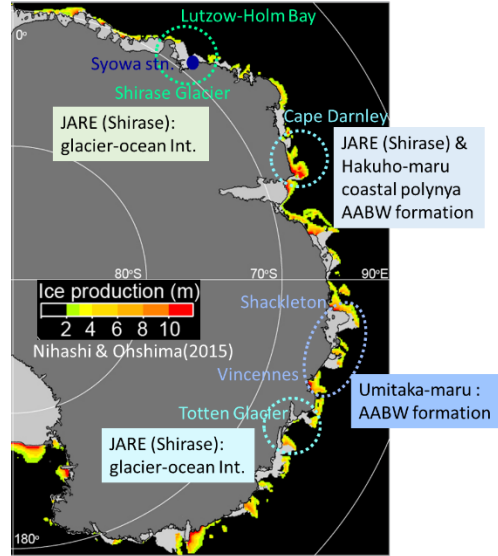 Lutzow-Holm Bay
0°
Syowa stn.
Shirase Glacier
JARE (Shirase):
glacier-ocean Int.
Cape Darnley
JARE (Shirase) &
Hakuho-maru
coastal polynya
AABW formation
80°S
70°S
90°E
Ice production (m)
2 4 6 8 10
Nihashi & Ohshima(2015)
Shackleton
Vincennes
Umitaka-maru :
AABW formation
Totten Glacier
JARE (Shirase):
glacier-ocean Int.
180°